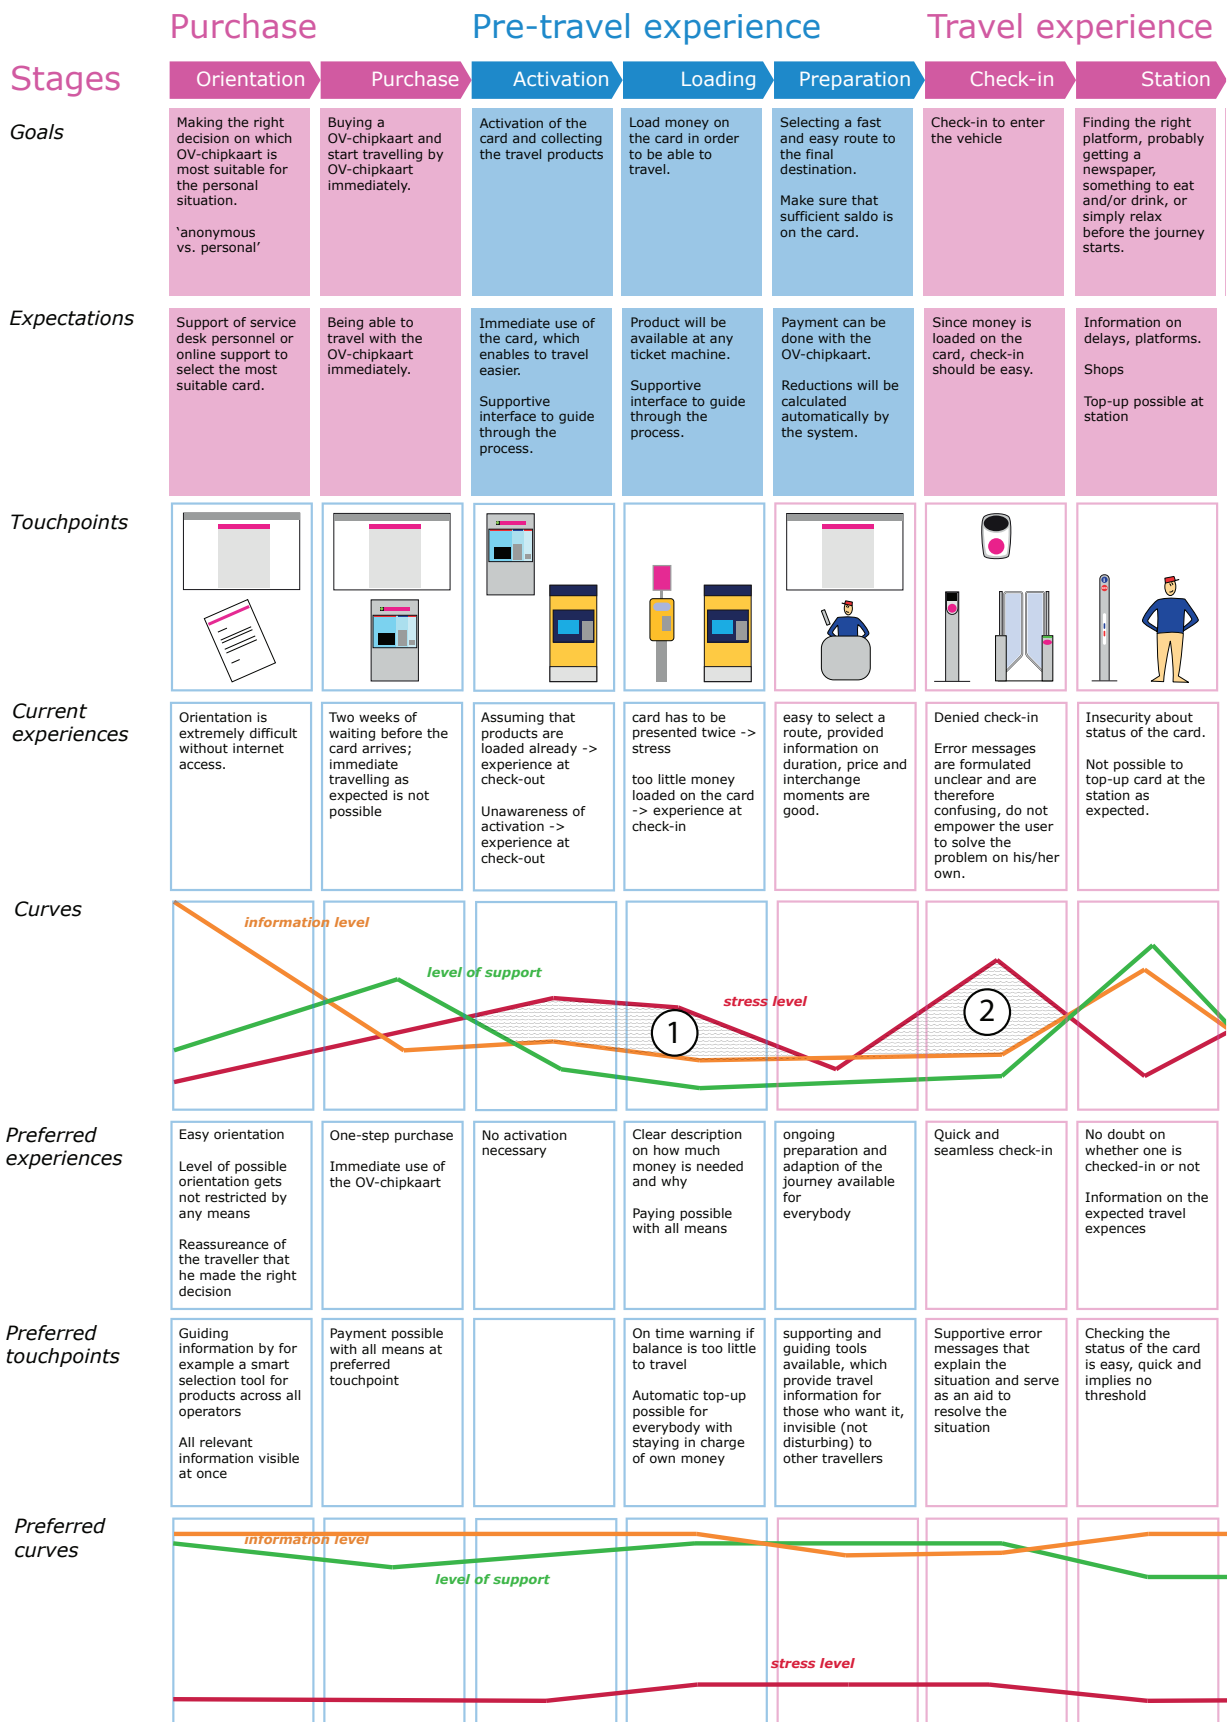 Purchase
Pre-travel experience
Travel experience
Stages
Orientation
Purchase
Activation
Loading
Preparation
Check-in
Station
Goals
Making the right
decision on which
OV-chipkaart is
most suitable for
the personal
situation.
‘anonymous
vs. personal’
Buying a
OV-chipkaart and
start travelling by
OV-chipkaart
immediately.
Activation of the
card and collecting
the travel products
Load money on
the card in order
to be able to
travel.
Selecting a fast
and easy route to
the final
destination.
Make sure that
sufficient saldo is
on the card.
Check-in to enter
the vehicle
Finding the right
platform, probably
getting a
newspaper,
something to eat
and/or drink, or
simply relax
before the journey
starts.
Expectations
Support of service
desk personnel or
online support to
select the most
suitable card.
Being able to
travel with the
OV-chipkaart
immediately.
Immediate use of
the card, which
enables to travel
easier.
Supportive
interface to guide
through the
process.
Product will be
available at any
ticket machine.
Supportive
interface to guide
through the
process.
Payment can be
done with the
OV-chipkaart.
Reductions will be
calculated
automatically by
the system.
Since money is
loaded on the
card, check-in
should be easy.
Information on
delays, platforms.
Shops
Top-up possible at
station
Touchpoints
Current
experiences
Orientation is
extremely difficult
without internet
access.
Two weeks of
waiting before the
card arrives;
immediate
travelling as
expected is not
possible
Assuming that
products are
loaded already ->
experience at
check-out
Unawareness of
activation ->
experience at
check-out
card has to be
presented twice ->
stress
too little money
loaded on the card
-> experience at
check-in
easy to select a
route, provided
information on
duration, price and
interchange
moments are
good.
Denied check-in
Error messages
are formulated
unclear and are
therefore
confusing, do not
empower the user
to solve the
problem on his/her
own.
Insecurity about
status of the card.
Not possible to
top-up card at the
station as
expected.
Curves
information level
level of support
stress level
1
2
Preferred
experiences
Easy orientation
Level of possible
orientation gets
not restricted by
any means
Reassureance of
the traveller that
he made the right
decision
One-step purchase
Immediate use of
the OV-chipkaart
No activation
necessary
Clear description
on how much
money is needed
and why
Paying possible
with all means
ongoing
preparation and
adaption of the
journey available
for
everybody
Quick and
seamless check-in
No doubt on
whether one is
checked-in or not
Information on the
expected travel
expences
Preferred
touchpoints
Guiding
information by for
example a smart
selection tool for
products across all
operators
All relevant
information visible
at once
Payment possible
with all means at
preferred
touchpoint
On time warning if
balance is too little
to travel
Automatic top-up
possible for
everybody with
staying in charge
of own money
supporting and
guiding tools
available, which
provide travel
information for
those who want it,
invisible (not
disturbing) to
other travellers
Supportive error
messages that
explain the
situation and serve
as an aid to
resolve the
situation
Checking the
status of the card
is easy, quick and
implies no
threshold
Preferred
curves
information level
level of support
stress level